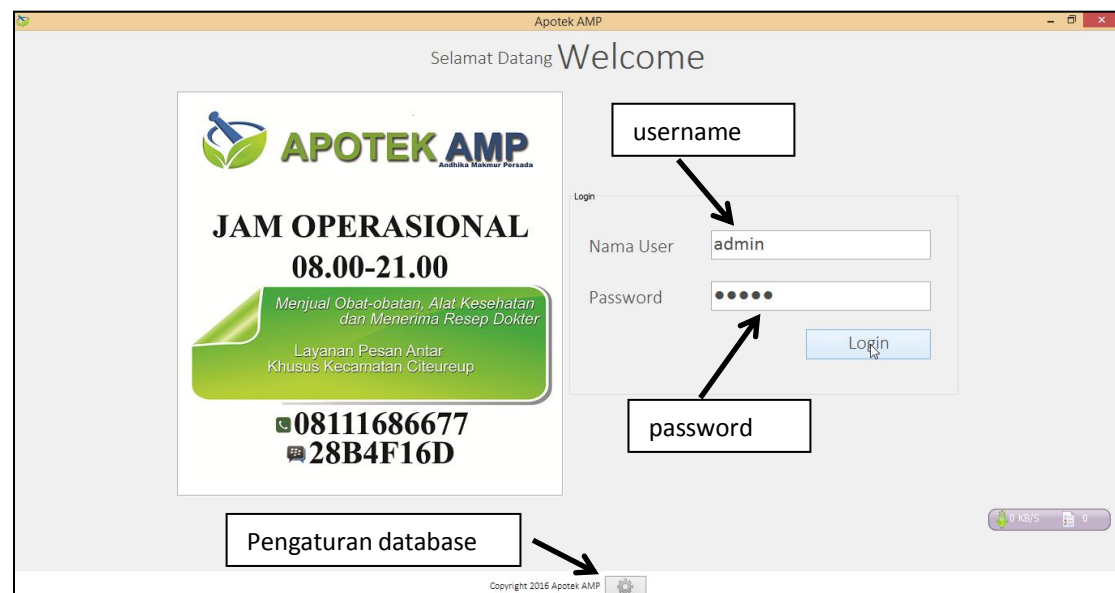 Apotek AMP
Selamat Datang Welcome
APOTEK AMP
Andhika Makmur Persada
JAM OPERASIONAL
08.00-21.00
Menjual Obat-obatan, Alat Kesehatan
dan Menerima Resep Dokter
Layanan Pesan Antar
Khusus Kecamatan Citeureup
08111686677
28B4F16D
username
Login
Nama User
admin
Password
●●●●●
Login
password
0 KB/S 0
Pengaturan database
Copyright 2016 Apotek AMP